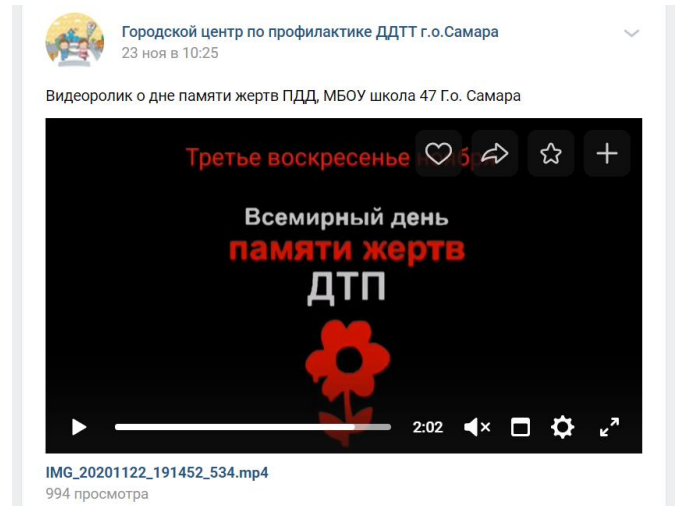 Городской центр по профилактике ДДТТ г.о.Самара
23 ноя в 10:25
Видеоролик о дне памяти жертв ПДД, МБОУ школа 47 Г.о. Самара
Третье воскресенье ноября
Всемирный день
памяти жертв
ДТП
2:02
IMG_20201122_191452_534.mp4
994 просмотра